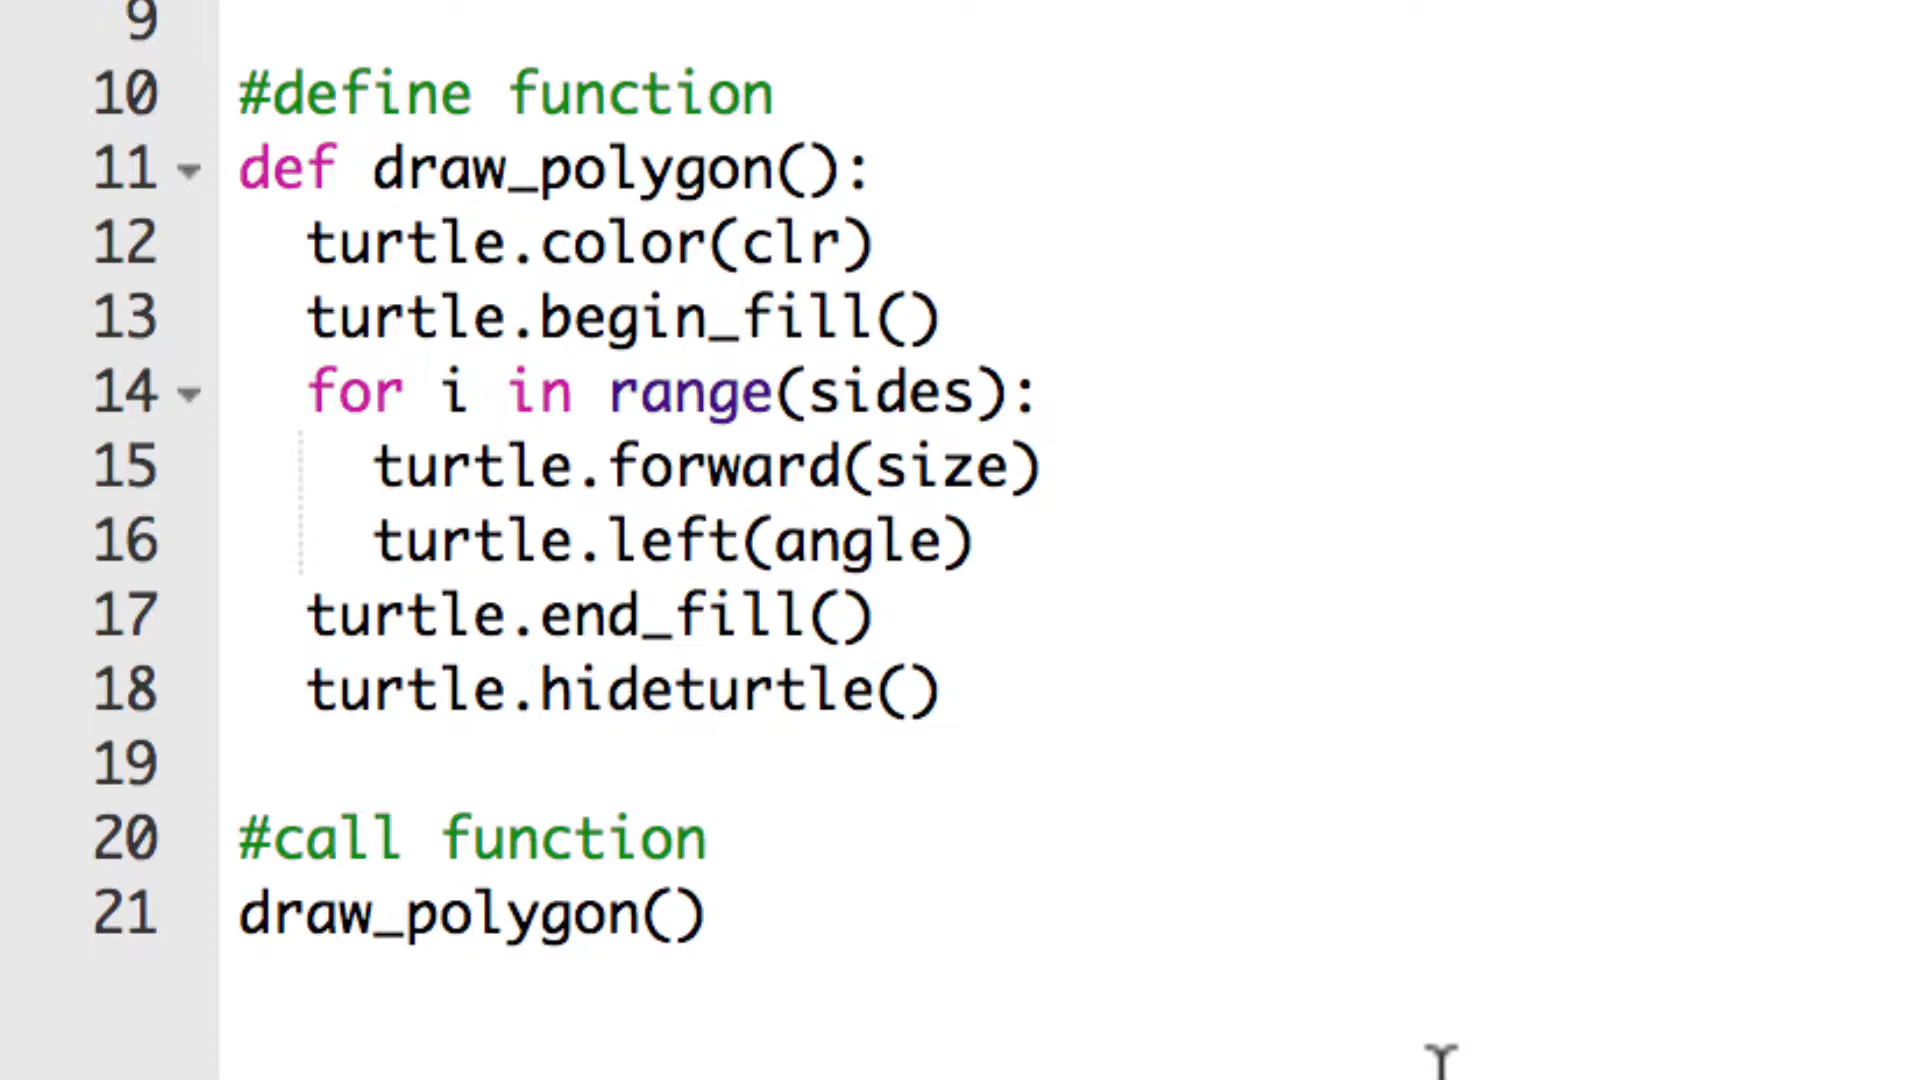 9
10 #define function
11 def draw_polygon():
12   turtle.color(clr)
13   turtle.begin_fill()
14   for i in range(sides):
15     turtle.forward(size)
16     turtle.left(angle)
17   turtle.end_fill()
18   turtle.hideturtle()
19
20 #call function
21 draw_polygon()